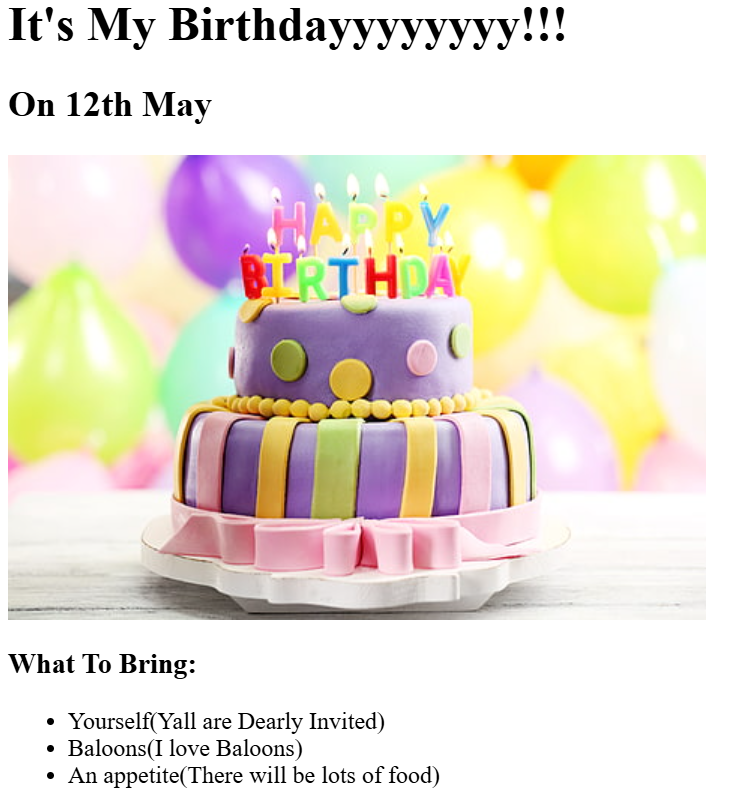 It's My Birthdayyyyyyyy!!!
On 12th May
HAPPY
BIRTHDAY
What To Bring:
Yourself(Yall are Dearly Invited)
Baloons(I love Baloons)
An appetite(There will be lots of food)